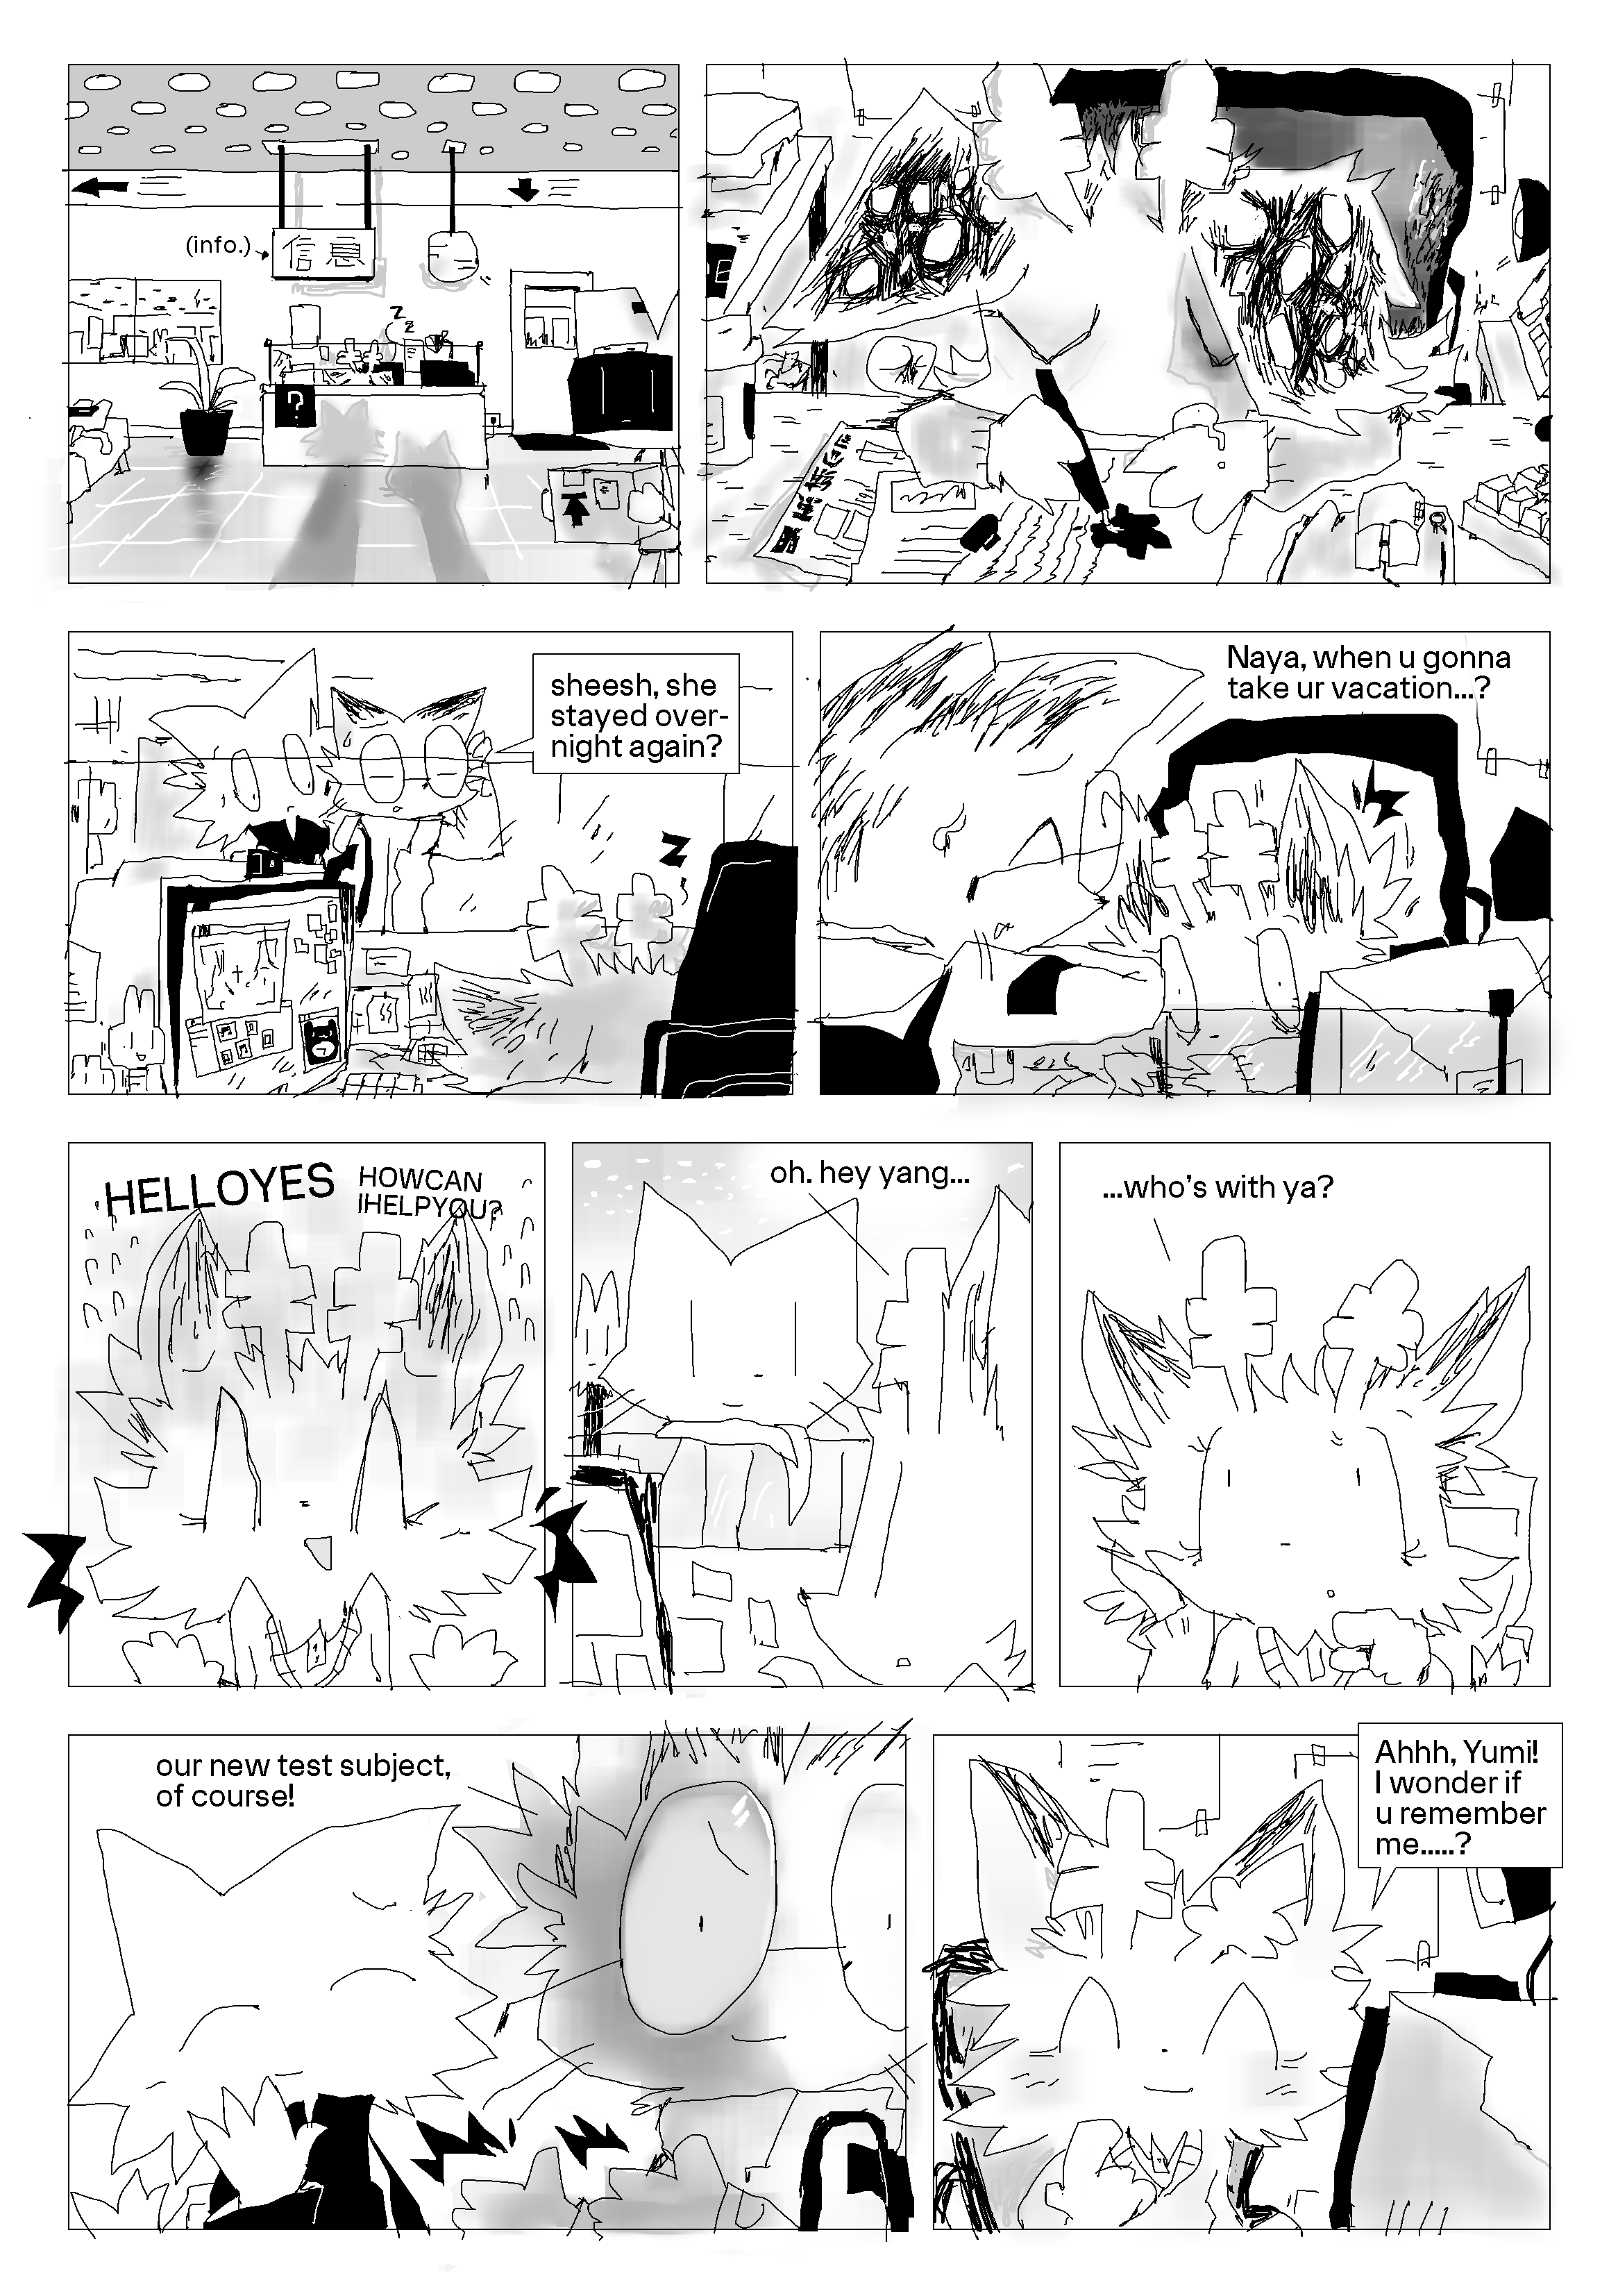 (info.)
信息
z
z
?
sheesh, she
stayed over-
night again?
z
Naya, when u gonna
take ur vacation...?
HELLOYES
HOWCAN
IHELPYOU?
oh. hey yang...
...who's with ya?
our new test subject,
of course!
Ahhh, Yumi!
I wonder if
u remember
me.....?